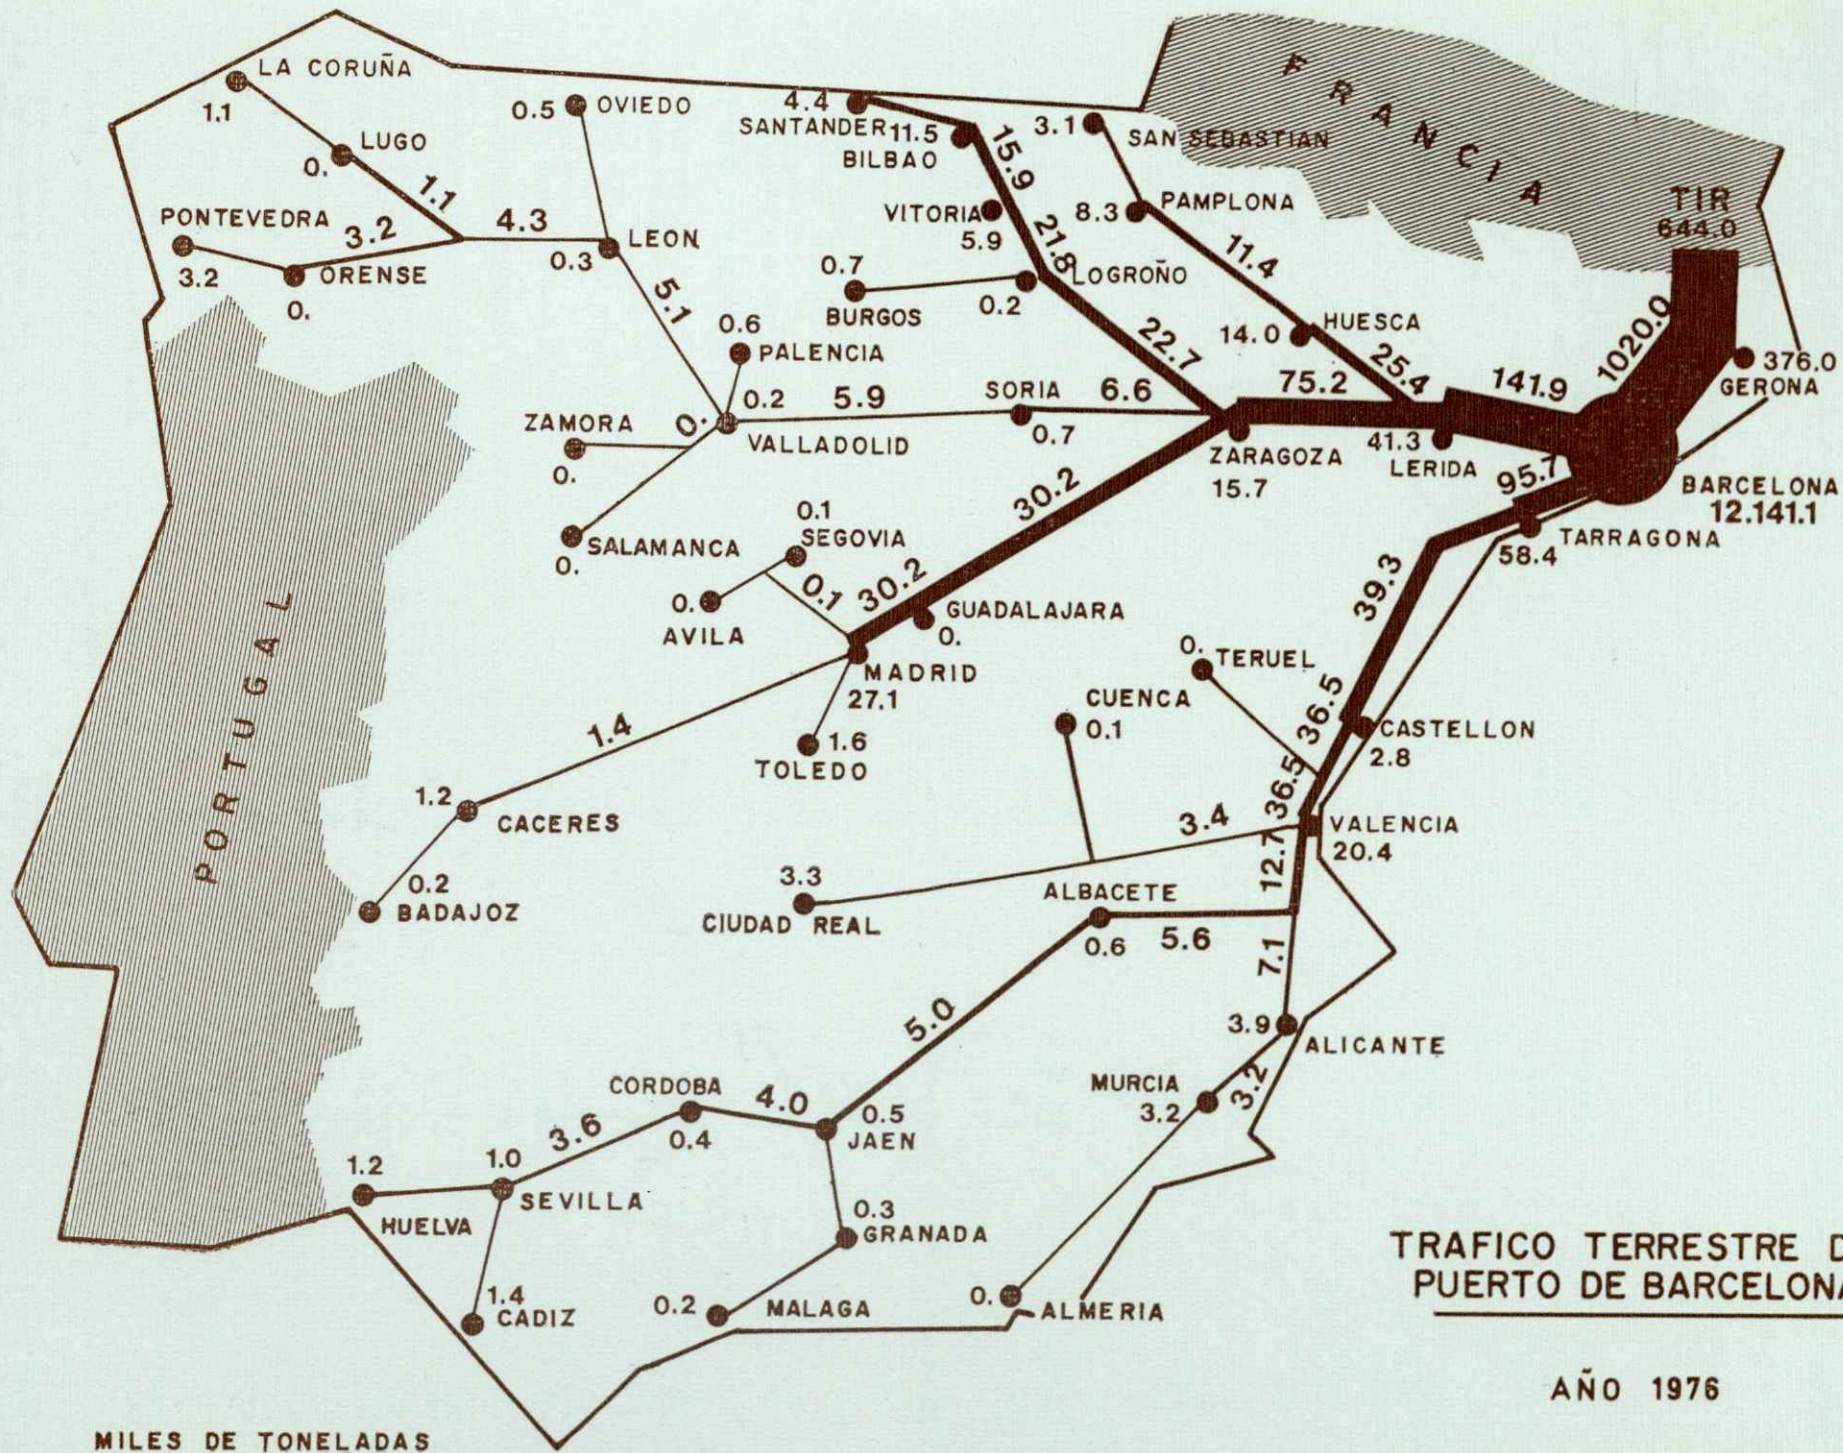 LA CORUÑA
1.1
LUGO
0.
1.1
PONTEVEDRA
3.2
3.2
ORENSE
0.
4.3
0.5
OVIEDO
LEON
0.3
5.1
4.4
SANTANDER
11.5
BILBAO
15.9
VITORIA
5.9
21.8
0.7
BURGOS
LOGROÑO
0.2
22.7
3.1
SAN SEBASTIAN
8.3
PAMPLONA
11.4
14.0
HUESCA
25.4
FRANCIA
TIR
644.0
1020.0
376.0
GERONA
0.6
PALENCIA
0.2
VALLADOLID
5.9
SORIA
0.7
6.6
75.2
141.9
ZAMORA
0.
0.
SALAMANCA
0.
ZARAGOZA
15.7
41.3
LERIDA
95.7
BARCELONA
12.141.1
TARRAGONA
58.4
0.1
SEGOVIA
0.
AVILA
0.1
30.2
30.2
GUADALAJARA
0.
MADRID
27.1
1.6
TOLEDO
1.4
1.2
CACERES
0.2
BADAJOZ
PORTUGAL
39.3
0.
TERUEL
CUENCA
0.1
36.5
CASTELLON
2.8
36.5
VALENCIA
20.4
3.4
3.3
CIUDAD REAL
12.7
ALBACETE
0.6
5.6
7.1
3.9
ALICANTE
MURCIA
3.2
3.2
5.0
CORDOBA
0.4
4.0
0.5
JAEN
3.6
1.2
HUELVA
1.0
SEVILLA
1.4
CADIZ
0.3
GRANADA
0.2
MALAGA
0.
ALMERIA
TRAFICO TERRESTRE D
PUERTO DE BARCELONA
AÑO 1976
MILES DE TONELADAS